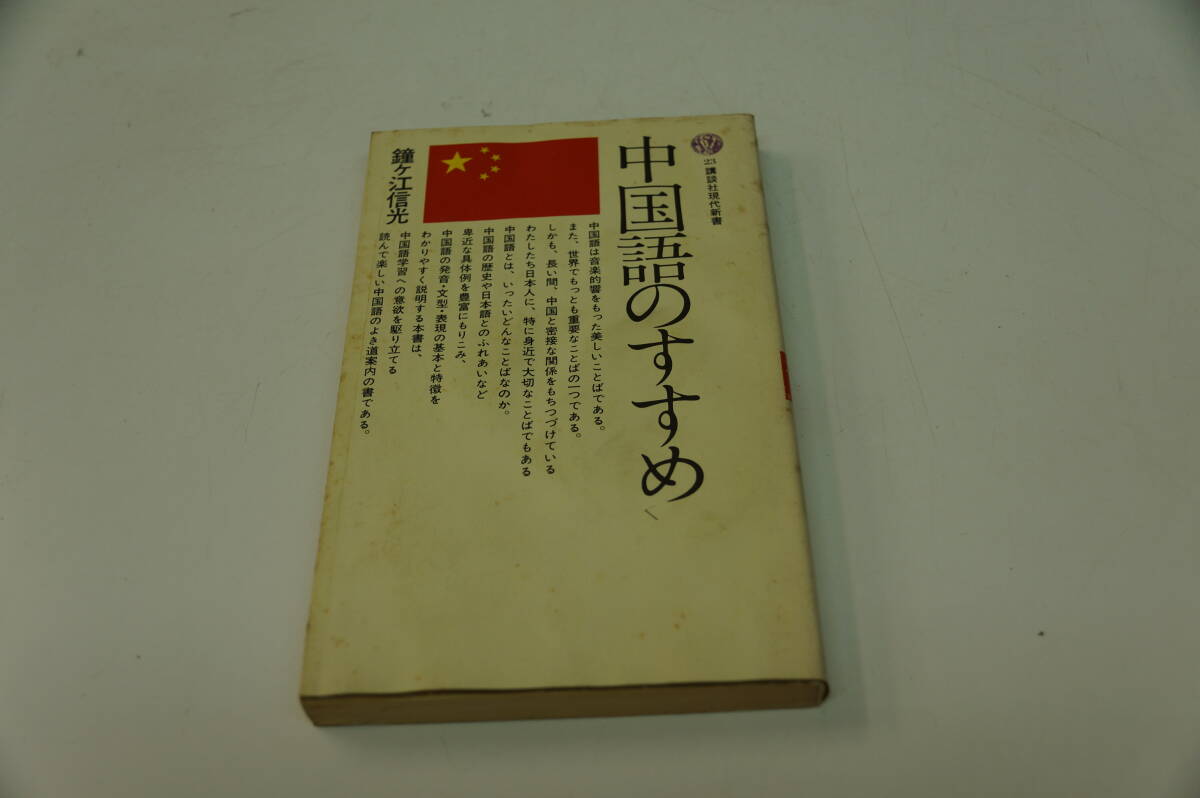 23 講談社現代新書
中国語のすすめ
中国語は音楽的響をもった美しいことばである。
また、世界でもっとも重要なことばの一つである。
しかも、長い間、中国と密接な関係をもちつづけている
わたしたち日本人に、特に身近で大切なことばでもある
中国語とは、いったいどんなことばなのか。
中国語の歴史や日本語とのふれあいなど
卑近な具体例を豊富にもりこみ、
中国語の発音・文型・表現の基本と特徴を
わかりやすく説明する本書は、
中国語学習への意欲を駆り立てる
読んで楽しい中国語のよき道案内の書である。
鐘ヶ江信光